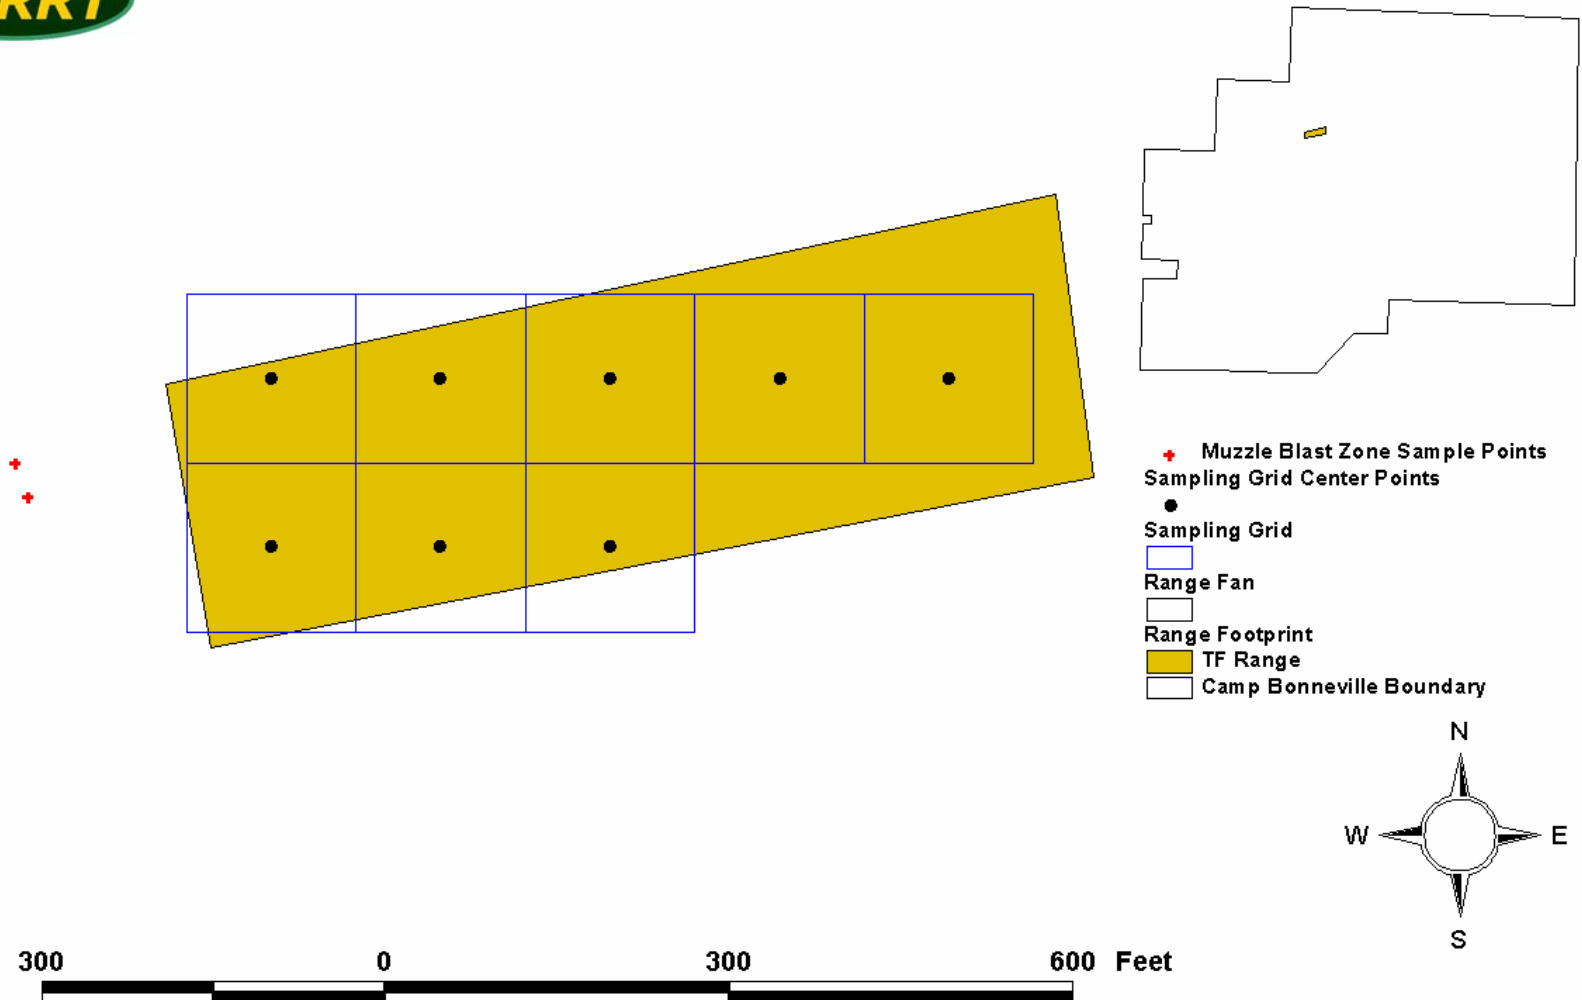 RRT
Muzzle Blast Zone Sample Points
Sampling Grid Center Points
Sampling Grid
Range Fan
Range Footprint
TF Range
Camp Bonneville Boundary
N
W E
S
300 0 300 600 Feet